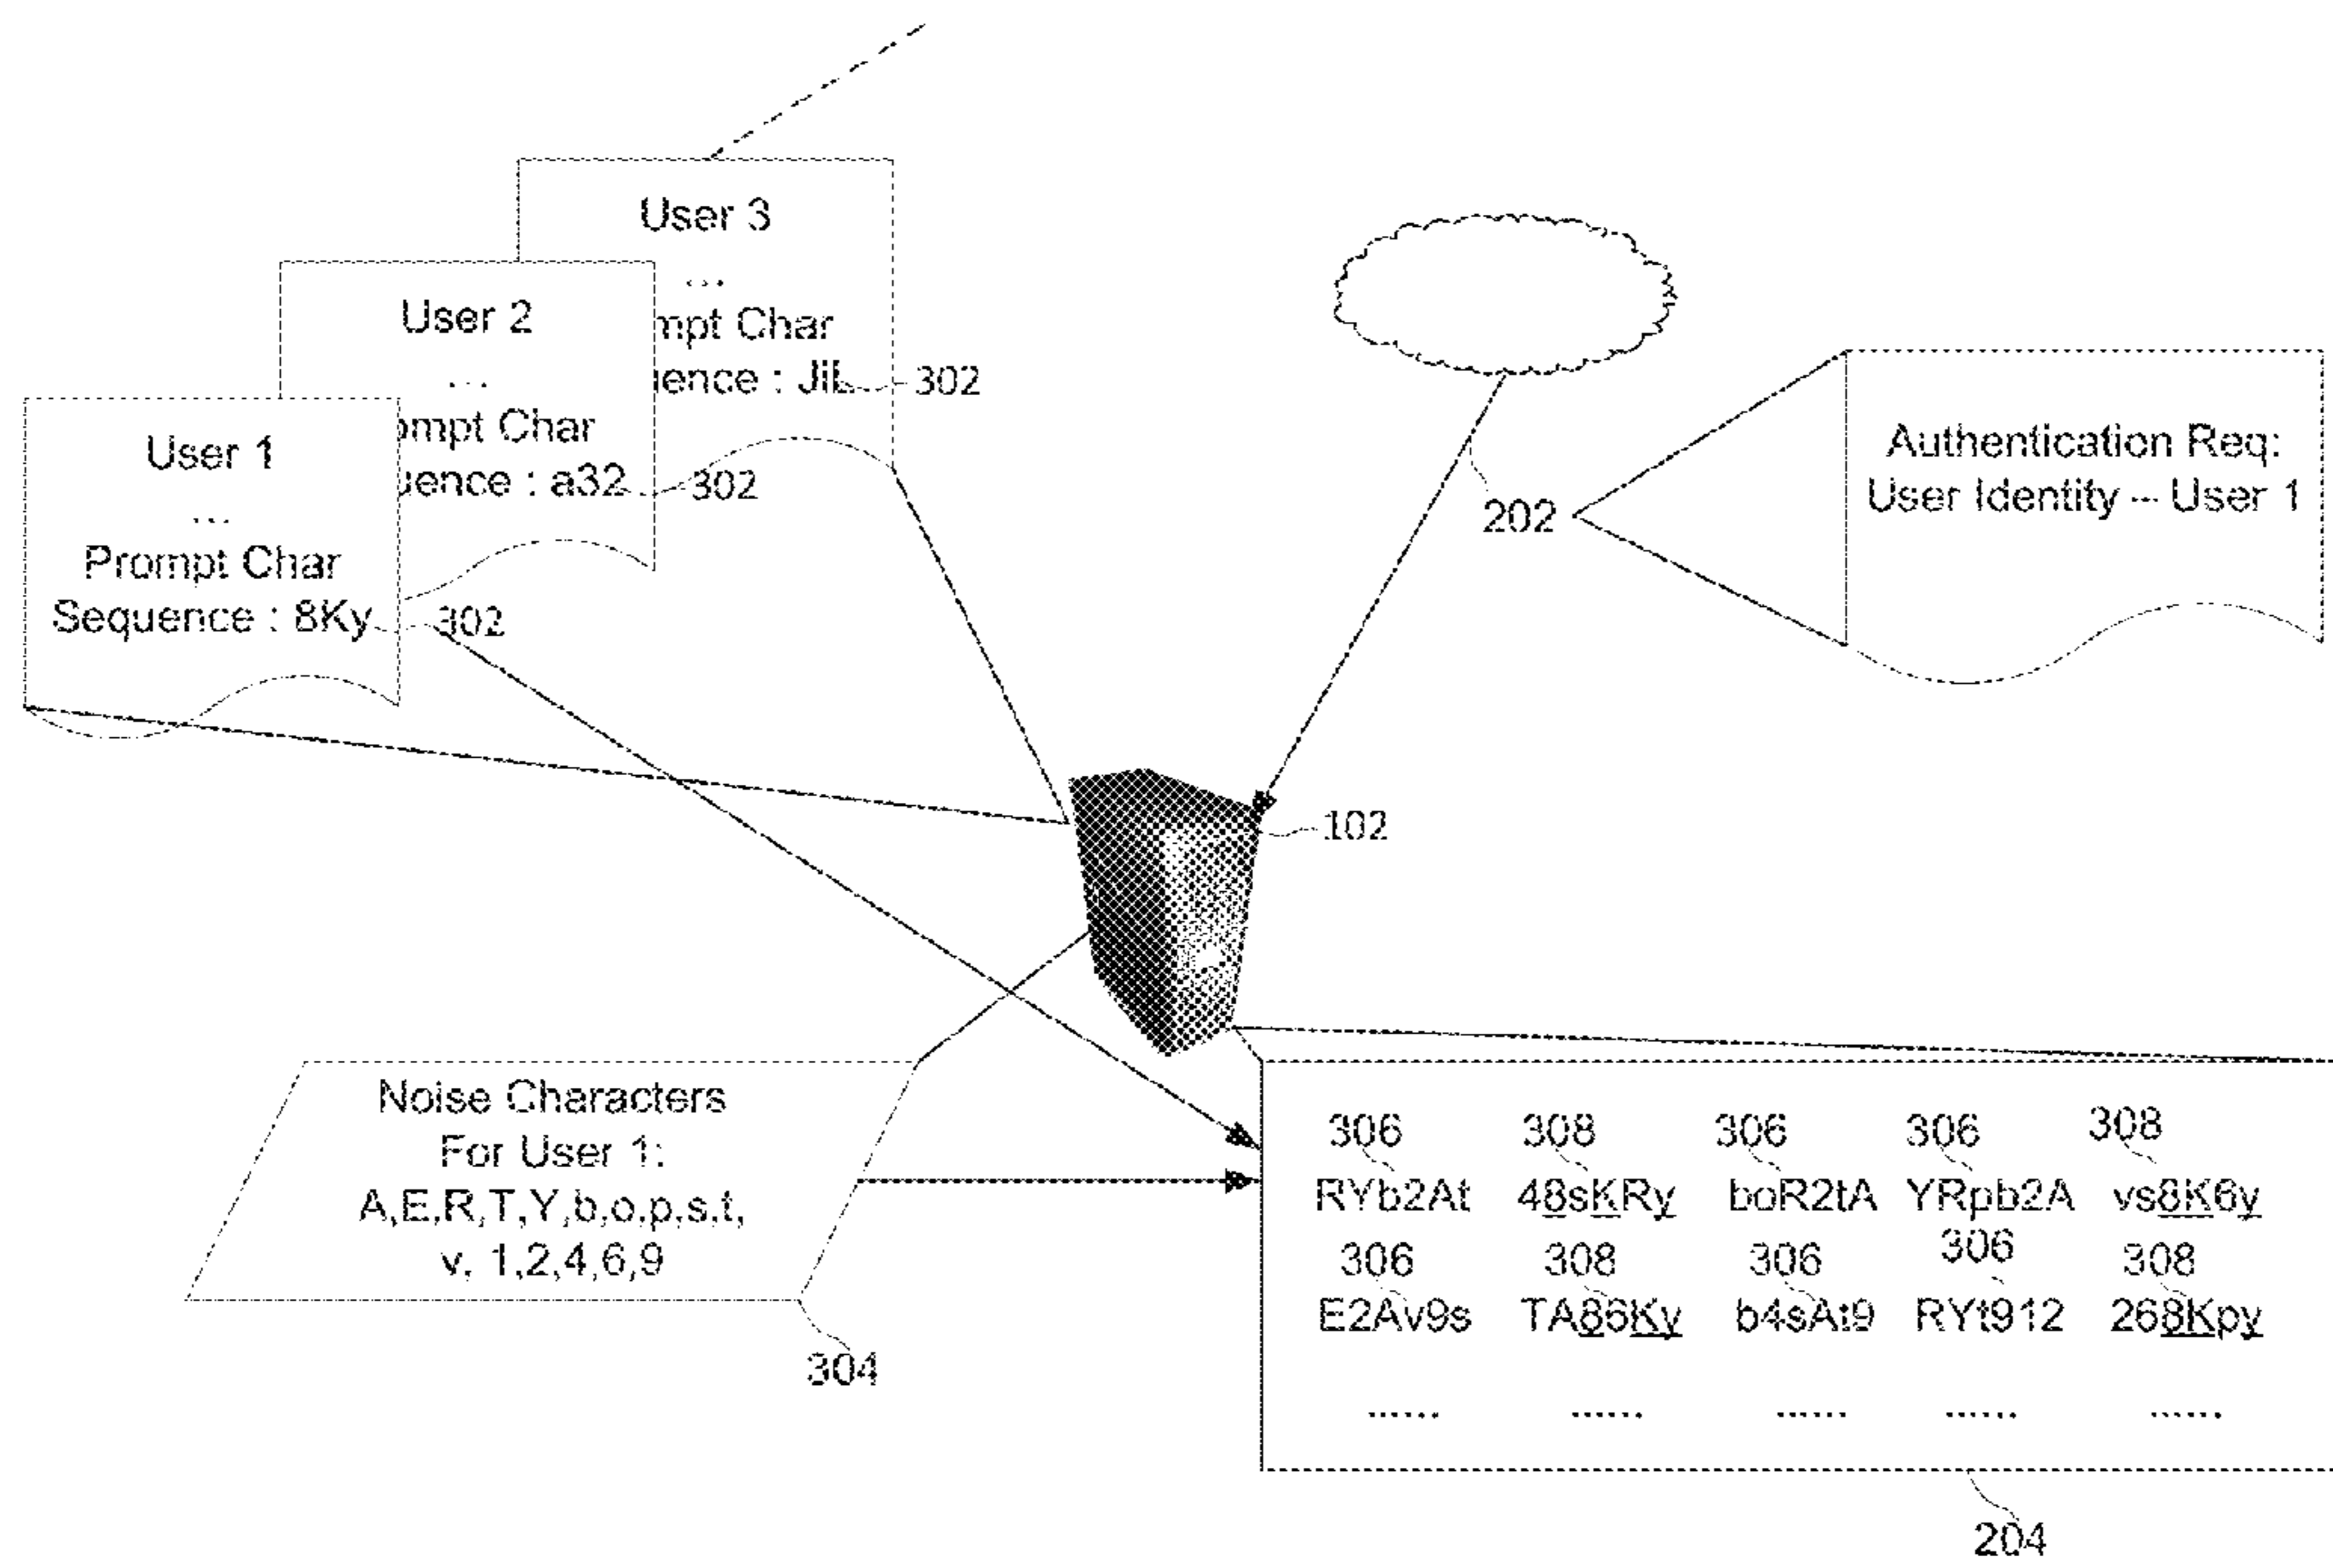 User 3
...
mpt Char
ience : JiL
302
User 2
...
ompt Char
uence : a32
302
User 1
...
Prompt Char
Sequence : 8Ky
302
202
Authentication Req:
User Identity -- User 1
102
Noise Characters
For User 1:
A,E,R,T,Y,b,o,p,s,t,
v, 1,2,4,6,9
304
306 308 306 306 308
RYb2At 48sKRy boR2tA YRpb2A vs8K6y
306 308 306 306 308
E2Av9s TA86Ky b4sAt9 RYt912 268Kpy
...... ...... ...... ...... ......
204